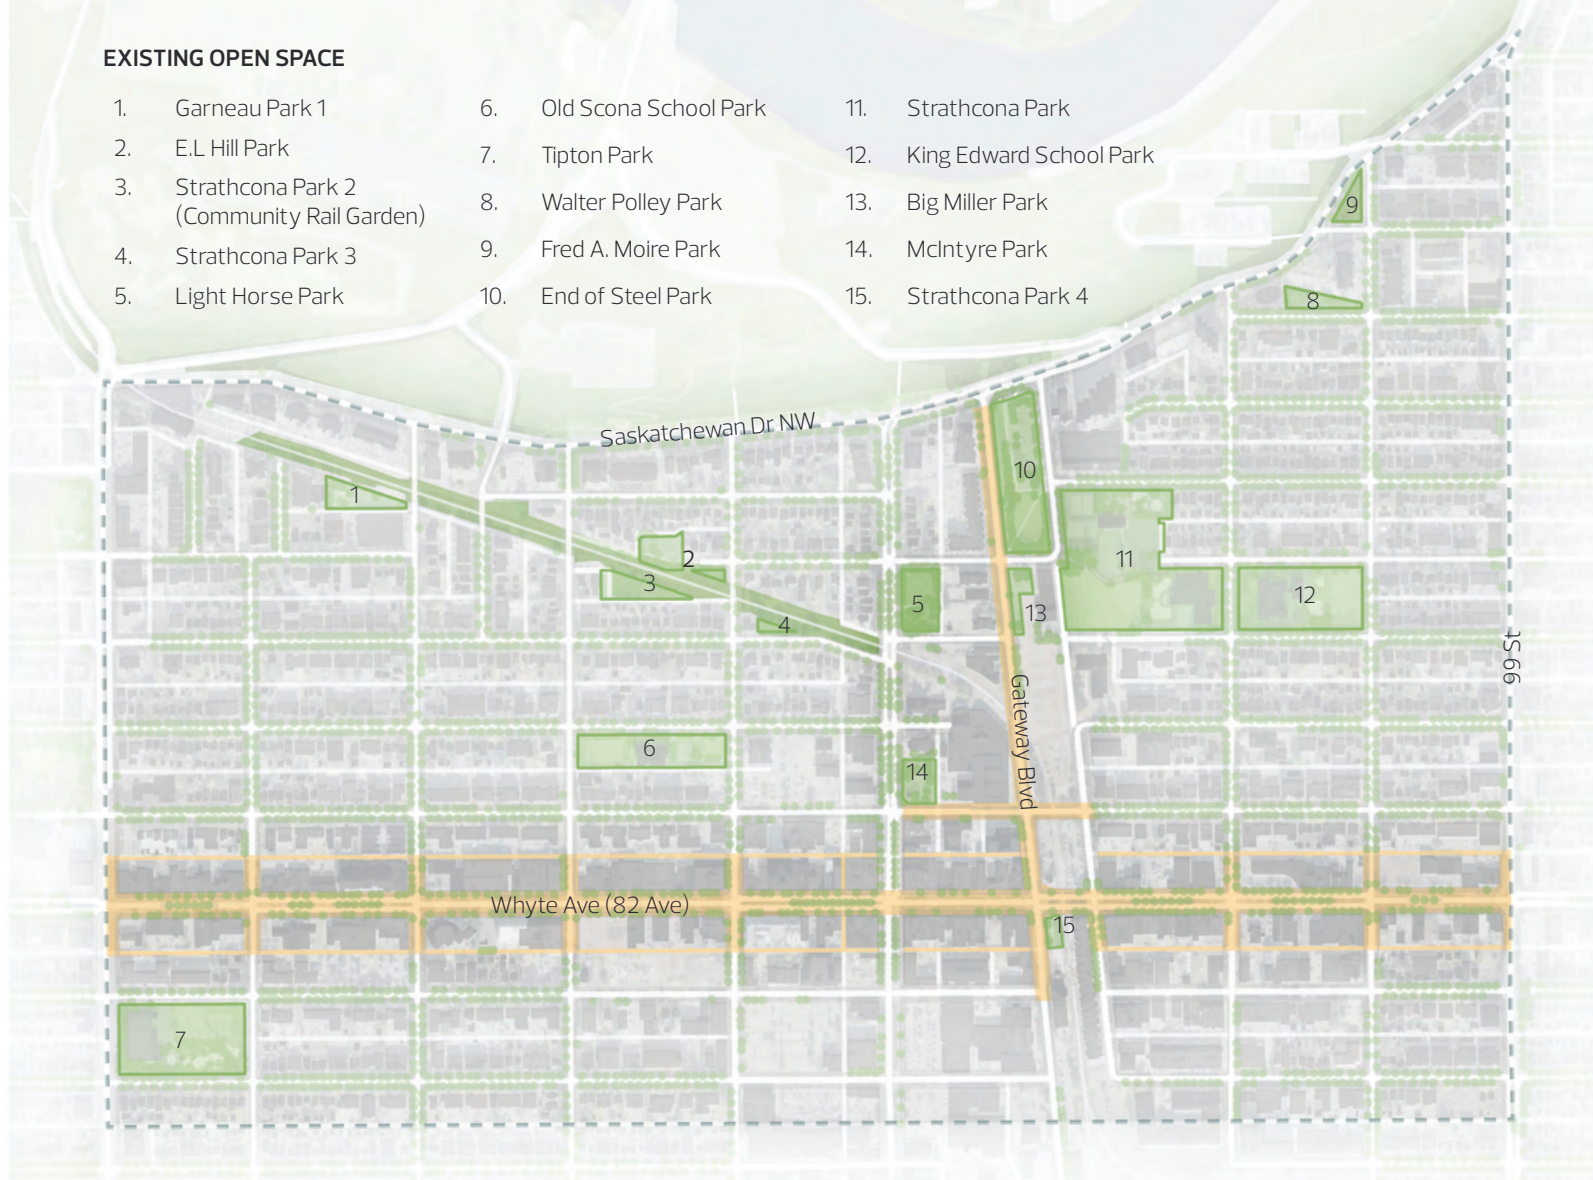 EXISTING OPEN SPACE
1. Garneau Park 1
2. E.L Hill Park
3. Strathcona Park 2
(Community Rail Garden)
4. Strathcona Park 3
5. Light Horse Park
6. Old Scona School Park
7. Tipton Park
8. Walter Polley Park
9. Fred A. Moire Park
10. End of Steel Park
11. Strathcona Park
12. King Edward School Park
13. Big Miller Park
14. McIntyre Park
15. Strathcona Park 4
9
8
Saskatchewan Dr NW
10
1
2
11
3
12
5
13
4
99 St
Gateway Blvd
6
14
Whyte Ave (82 Ave)
15
7